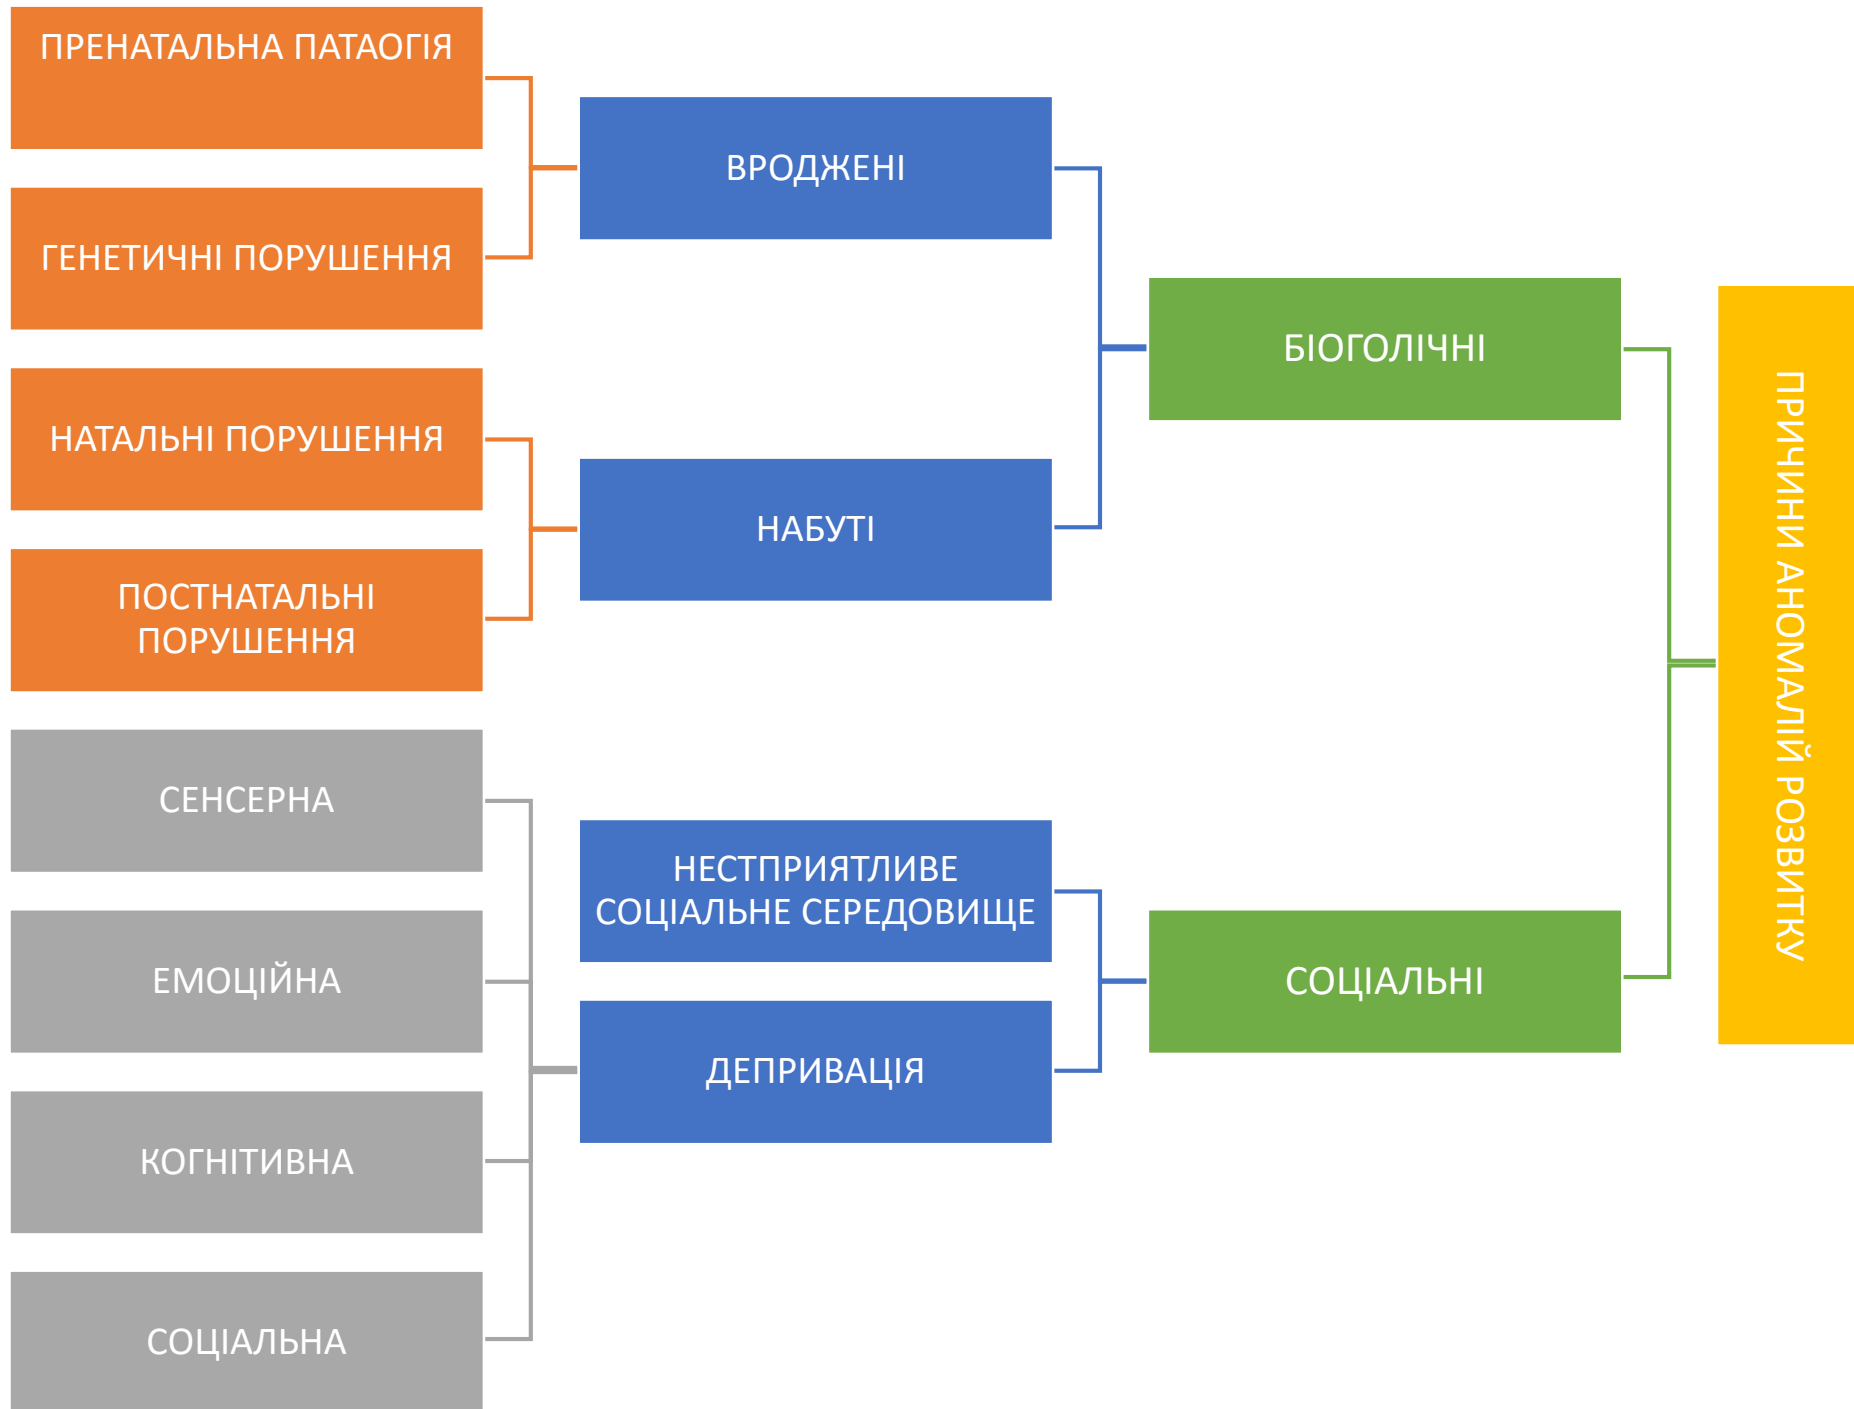 ПРЕНАТАЛЬНА ПАТАОГІЯ
ГЕНЕТИЧНІ ПОРУШЕННЯ
НАТАЛЬНІ ПОРУШЕННЯ
ПОСТНАТАЛЬНІ
ПОРУШЕННЯ
СЕНСЕРНА
ЕМОЦІЙНА
КОГНІТИВНА
СОЦІАЛЬНА
ВРОДЖЕНІ
НАБУТІ
НЕСТПРИЯТЛИВЕ
СОЦІАЛЬНЕ СЕРЕДОВИЩЕ
ДЕПРИВАЦІЯ
БІОГОЛІЧНІ
СОЦІАЛЬНІ
ПРИЧИНИ АНОМАЛІЙ РОЗВИТКУ